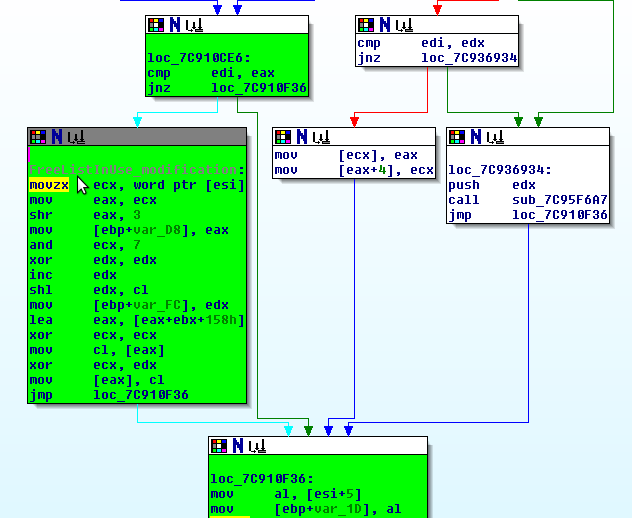 loc_7C910CE6:
cmp edi, eax
jnz loc_7C910F36
cmp edi, edx
jnz loc_7C936934
FreeListInUse_modification:
movzx ecx, word ptr [esi]
mov eax, ecx
shr eax, 3
mov [ebp+var_D8], eax
and ecx, 7
xor edx, edx
inc edx
shl edx, cl
mov [ebp+var_FC], edx
lea eax, [eax+ebx+158h]
xor ecx, ecx
mov cl, [eax]
xor ecx, edx
mov [eax], cl
jmp loc_7C910F36
mov [ecx], eax
mov [eax+4], ecx
loc_7C936934:
push edx
call sub_7C95F6A7
jmp loc_7C910F36
loc_7C910F36:
mov al, [esi+5]
mov [ebp+var_1D], al